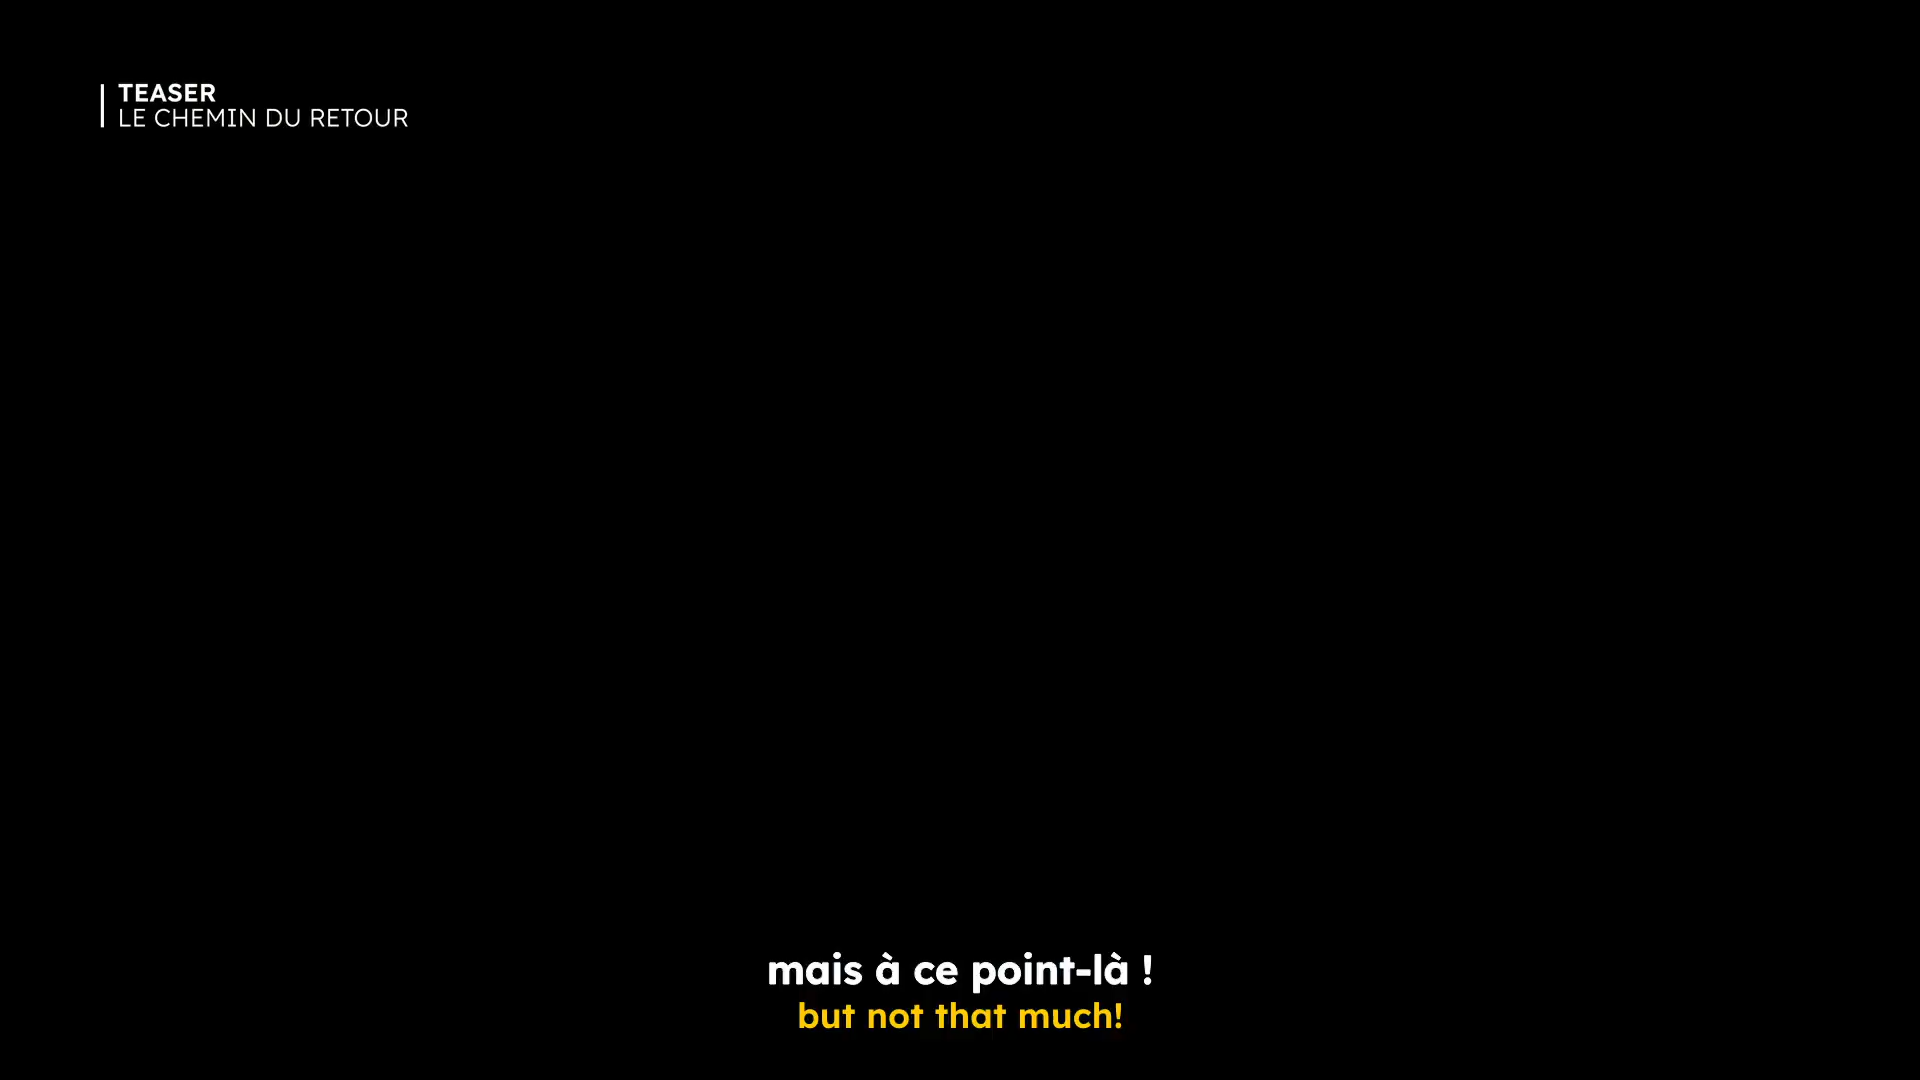 TEASER
LE CHEMIN DU RETOUR
mais à ce point-là !
but not that much!